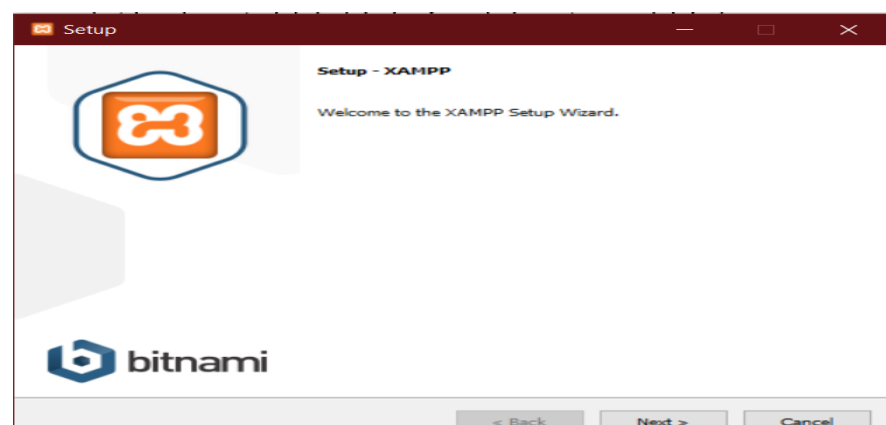 Setup
Setup - XAMPP
Welcome to the XAMPP Setup Wizard.
bitnami
< Back
Next >
Cancel